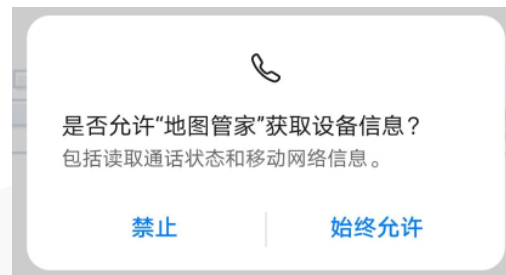 是否允许“地图管家”获取设备信息？
包括读取通话状态和移动网络信息。
禁止
始终允许